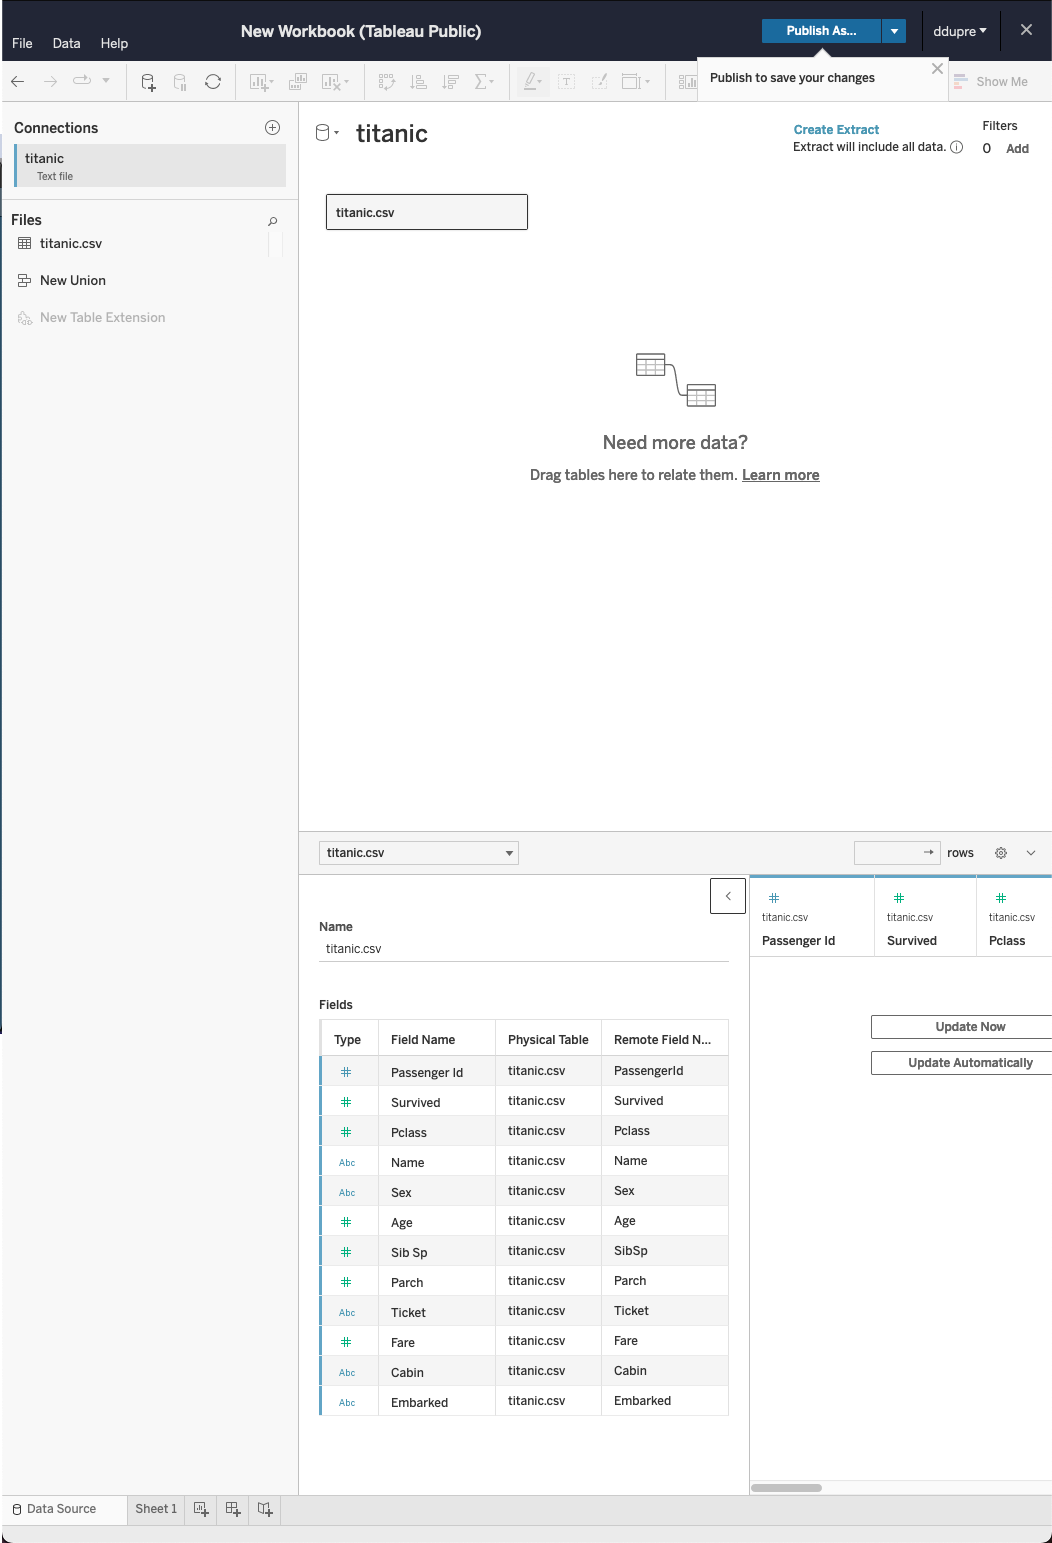 New Workbook (Tableau Public)
Publish As...
ddupre
File Data Help
Publish to save your changes
Show Me
Connections
titanic
Text file
Files
titanic.csv
New Union
New Table Extension
titanic
Create Extract
Extract will include all data.
Filters
0 Add
titanic.csv
Need more data?
Drag tables here to relate them. Learn more
titanic.csv
rows
Name
titanic.csv
Fields
Type Field Name Physical Table Remote Field N...
# Passenger Id titanic.csv PassengerId
# Survived titanic.csv Survived
# Pclass titanic.csv Pclass
Abc Name titanic.csv Name
Abc Sex titanic.csv Sex
# Age titanic.csv Age
# Sib Sp titanic.csv SibSp
# Parch titanic.csv Parch
Abc Ticket titanic.csv Ticket
# Fare titanic.csv Fare
Abc Cabin titanic.csv Cabin
Abc Embarked titanic.csv Embarked
# # #
titanic.csv titanic.csv titanic.csv
Passenger Id Survived Pclass
Update Now
Update Automatically
Data Source Sheet 1